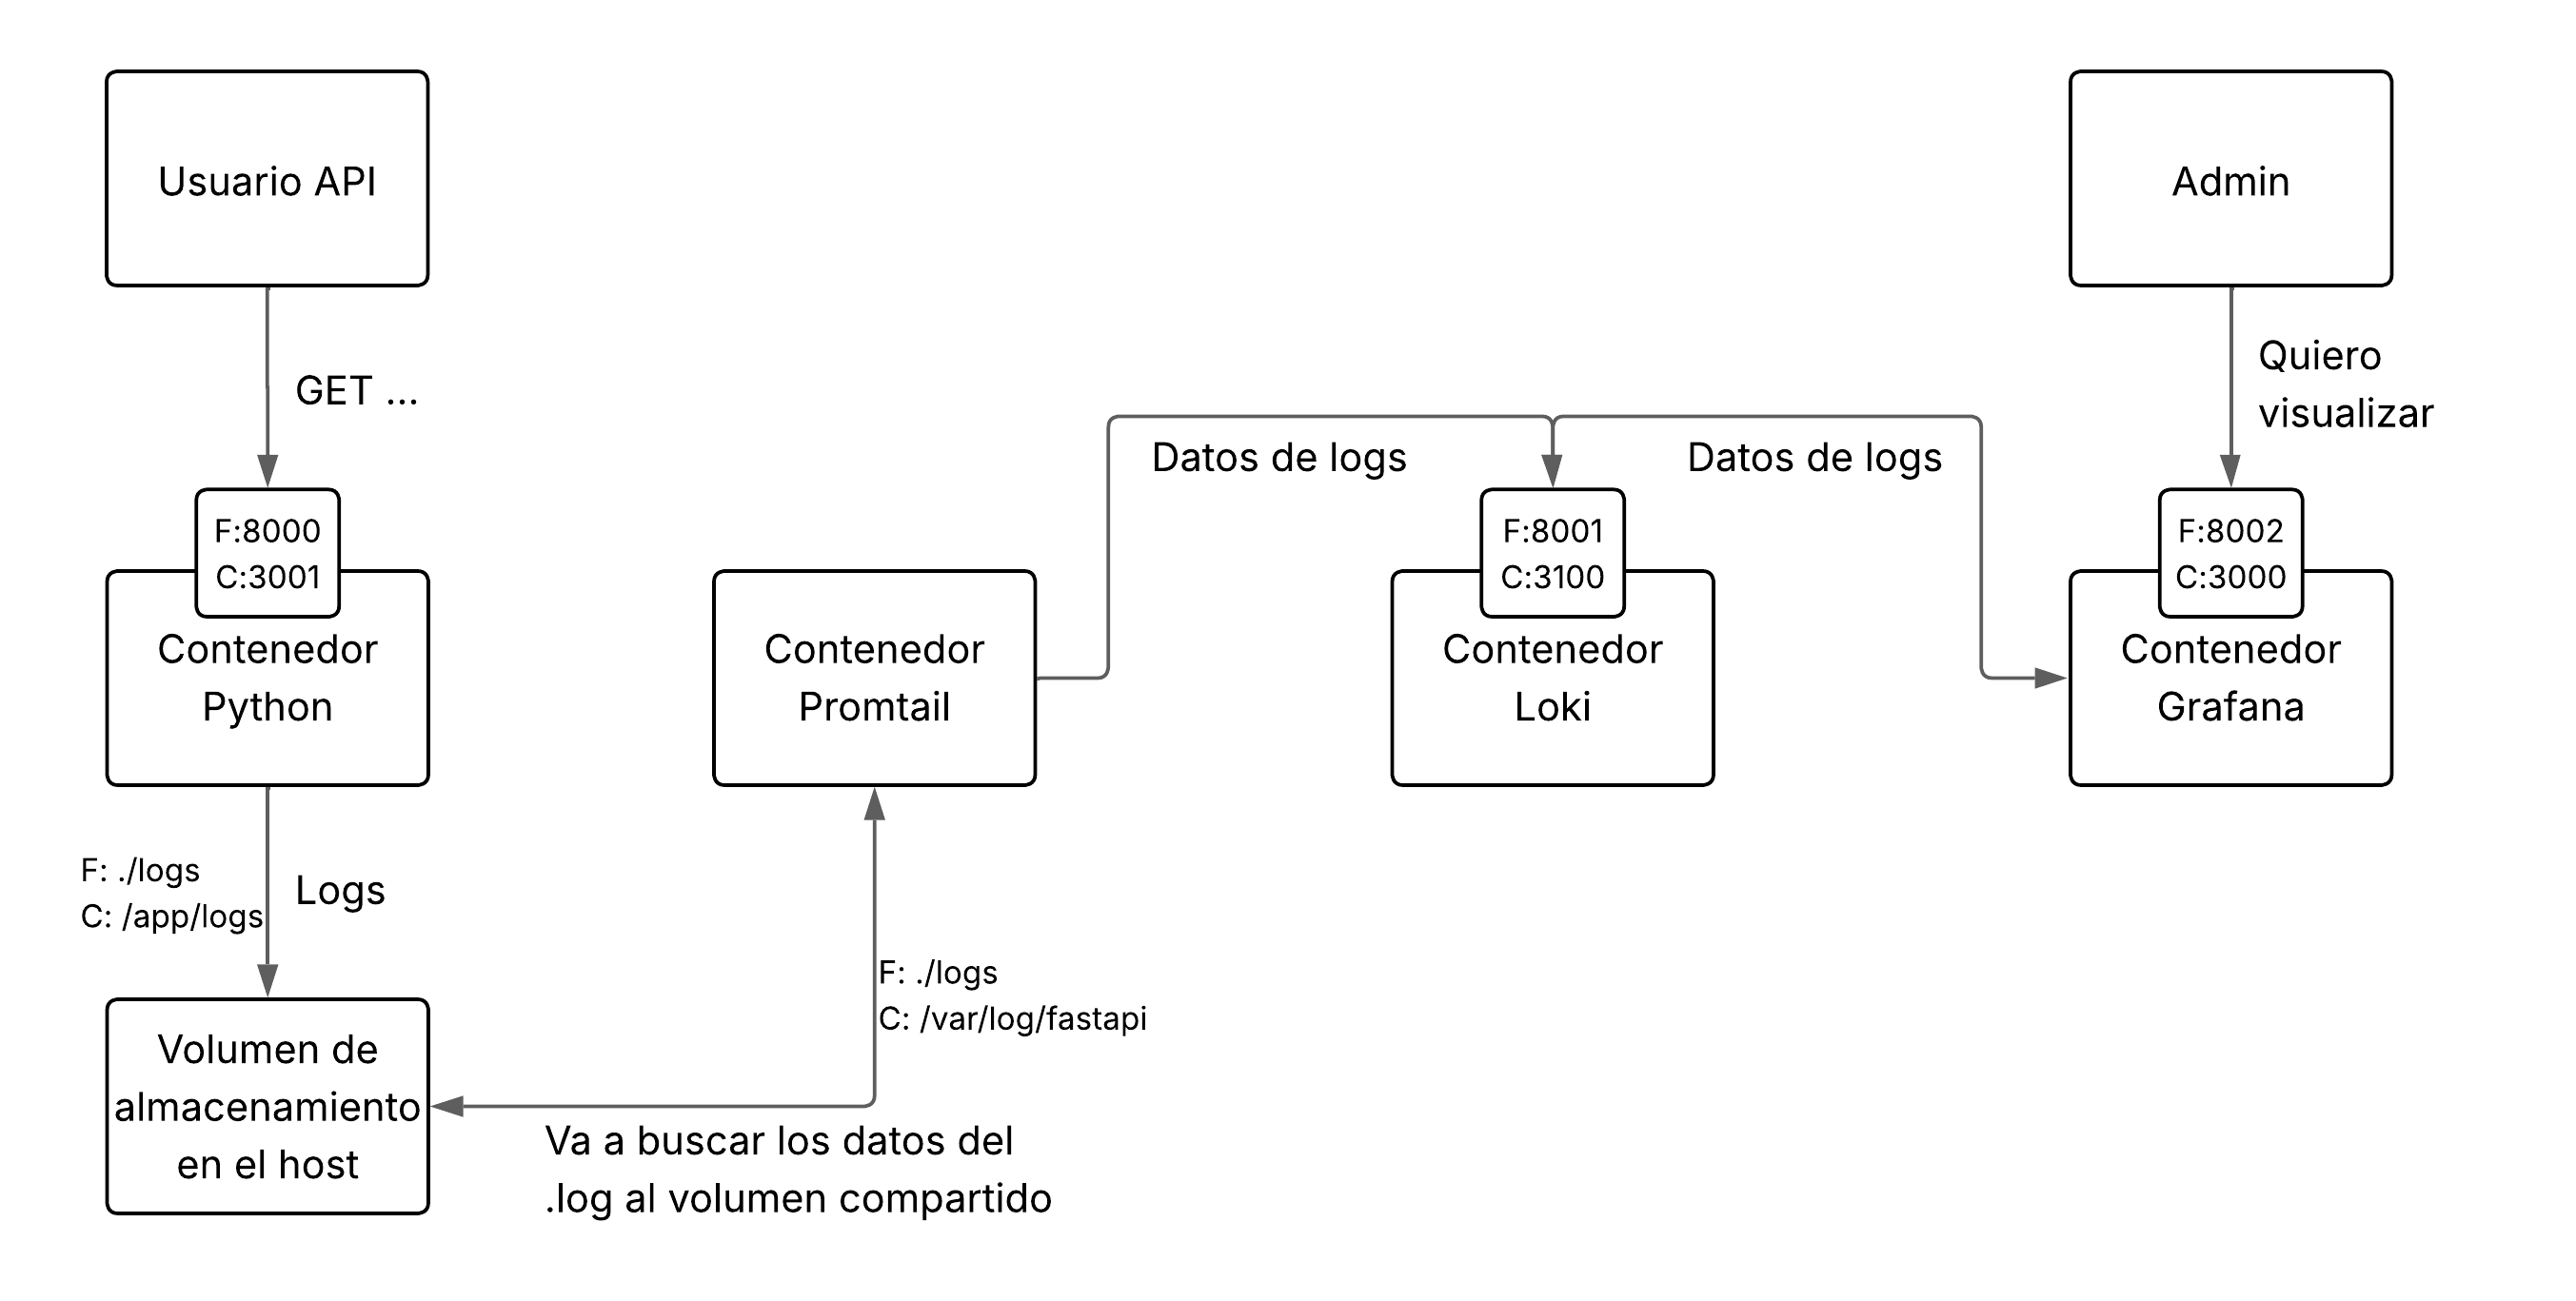 Usuario API
Admin
GET ...
Quiero
visualizar
Datos de logs
Datos de logs
F:8000
C:3001
F:8001
C:3100
F:8002
C:3000
Contenedor
Python
Contenedor
Promtail
Contenedor
Loki
Contenedor
Grafana
F: ./logs
C: /app/logs
Logs
F: ./logs
C: /var/log/fastapi
Volumen de
almacenamiento
en el host
Va a buscar los datos del
.log al volumen compartido